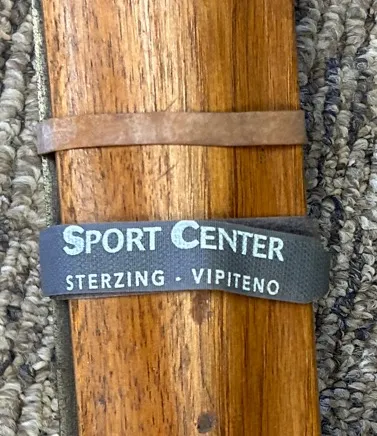 SPORT CENTER
STERZING - VIPITENO